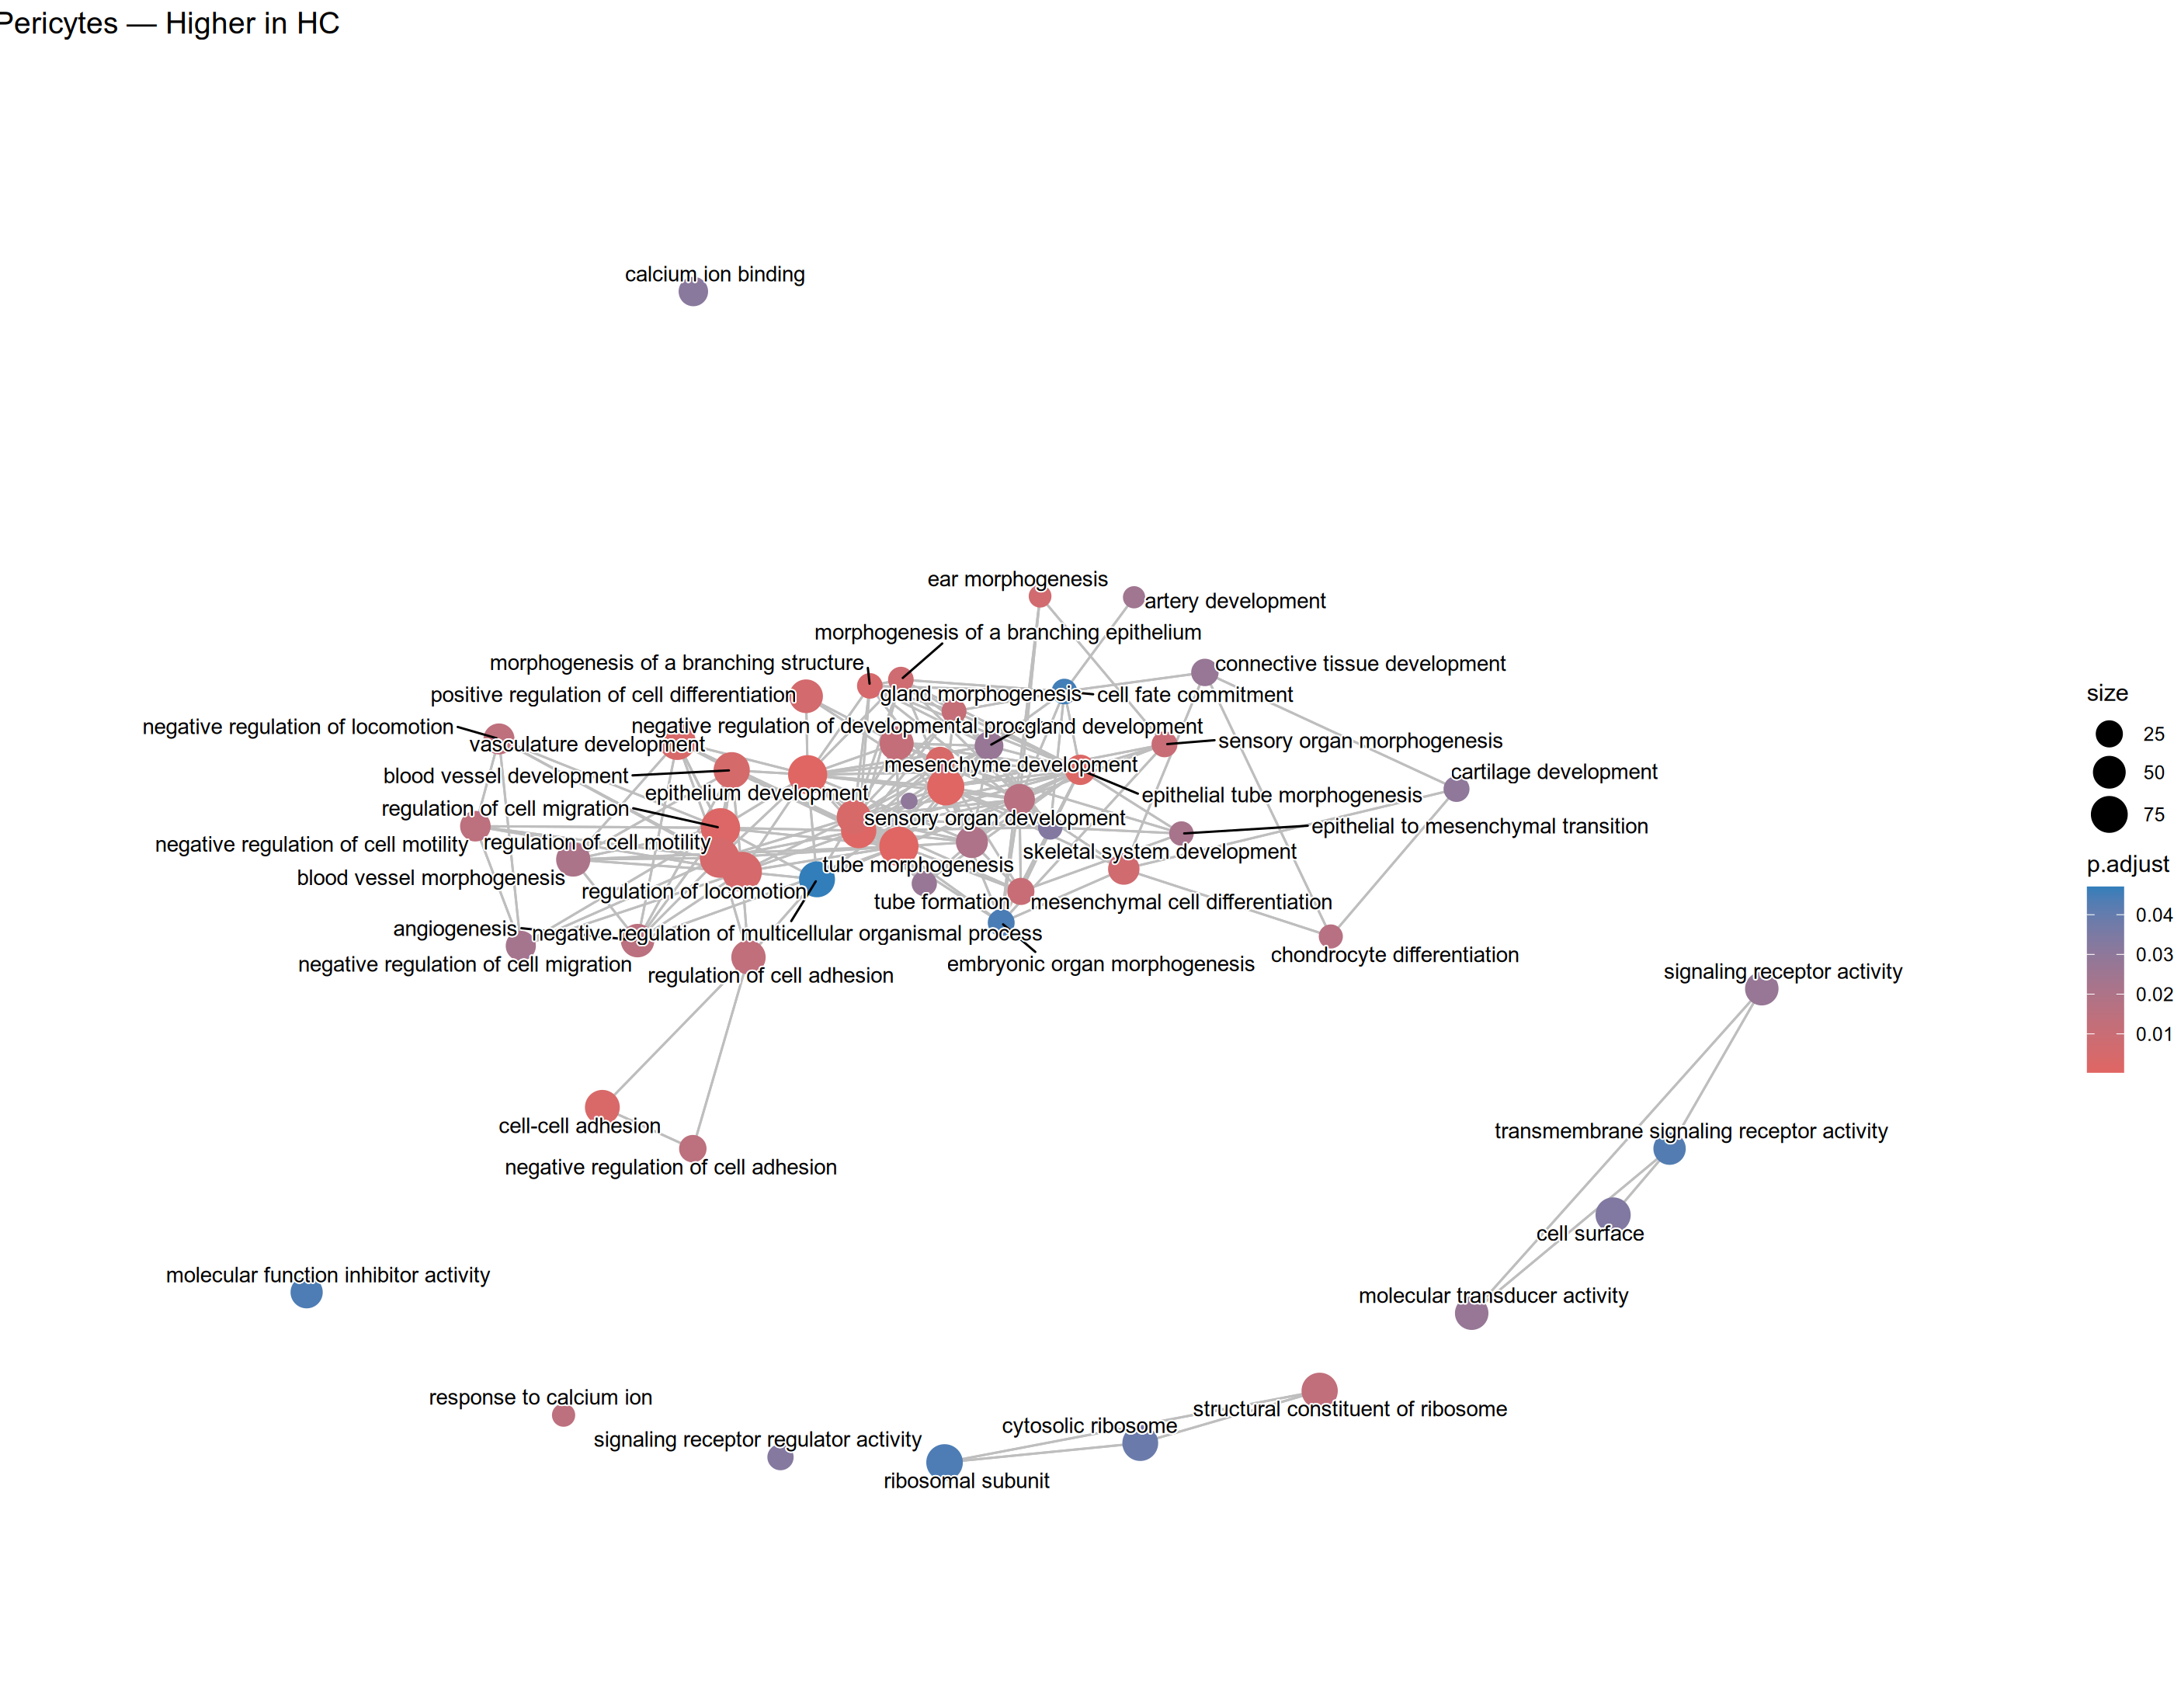 Pericytes — Higher in HC
calcium ion binding
ear morphogenesis
artery development
morphogenesis of a branching epithelium
morphogenesis of a branching structure
connective tissue development
positive regulation of cell differentiation
gland morphogenesis
cell fate commitment
negative regulation of locomotion
negative regulation of developmental proc
gland development
vasculature development
sensory organ morphogenesis
mesenchyme development
blood vessel development
cartilage development
epithelium development
epithelial tube morphogenesis
regulation of cell migration
sensory organ development
epithelial to mesenchymal transition
negative regulation of cell motility
regulation of cell motility
skeletal system development
tube morphogenesis
blood vessel morphogenesis
regulation of locomotion
tube formation
mesenchymal cell differentiation
angiogenesis
negative regulation of multicellular organismal process
chondrocyte differentiation
negative regulation of cell migration
embryonic organ morphogenesis
regulation of cell adhesion
signaling receptor activity
cell-cell adhesion
transmembrane signaling receptor activity
negative regulation of cell adhesion
cell surface
molecular function inhibitor activity
molecular transducer activity
response to calcium ion
structural constituent of ribosome
cytosolic ribosome
signaling receptor regulator activity
ribosomal subunit
size
25
50
75
p.adjust
0.04
0.03
0.02
0.01